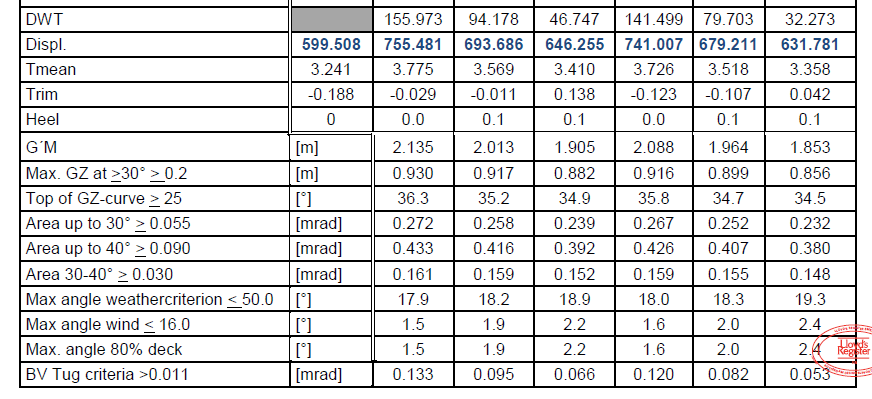 DWT 155.973 94.178 46.747 141.499 79.703 32.273
Displ. 599.508 755.481 693.686 646.255 741.007 679.211 631.781
Tmean 3.241 3.775 3.569 3.410 3.726 3.518 3.358
Trim -0.188 -0.029 -0.011 0.138 -0.123 -0.107 0.042
Heel 0 0.0 0.1 0.1 0.0 0.1 0.1
G´M [m] 2.135 2.013 1.905 2.088 1.964 1.853
Max. GZ at >30° > 0.2 [m] 0.930 0.917 0.882 0.916 0.899 0.856
Top of GZ-curve > 25 [°] 36.3 35.2 34.9 35.8 34.7 34.5
Area up to 30° > 0.055 [mrad] 0.272 0.258 0.239 0.267 0.252 0.232
Area up to 40° > 0.090 [mrad] 0.433 0.416 0.392 0.426 0.407 0.380
Area 30-40° > 0.030 [mrad] 0.161 0.159 0.152 0.159 0.155 0.148
Max angle weathercriterion < 50.0 [°] 17.9 18.2 18.9 18.0 18.3 19.3
Max angle wind < 16.0 [°] 1.5 1.9 2.2 1.6 2.0 2.4
Max. angle 80% deck [°] 1.5 1.9 2.2 1.6 2.0 2.4
BV Tug criteria >0.011 [mrad] 0.133 0.095 0.066 0.120 0.082 0.053
Lloyd's
Register